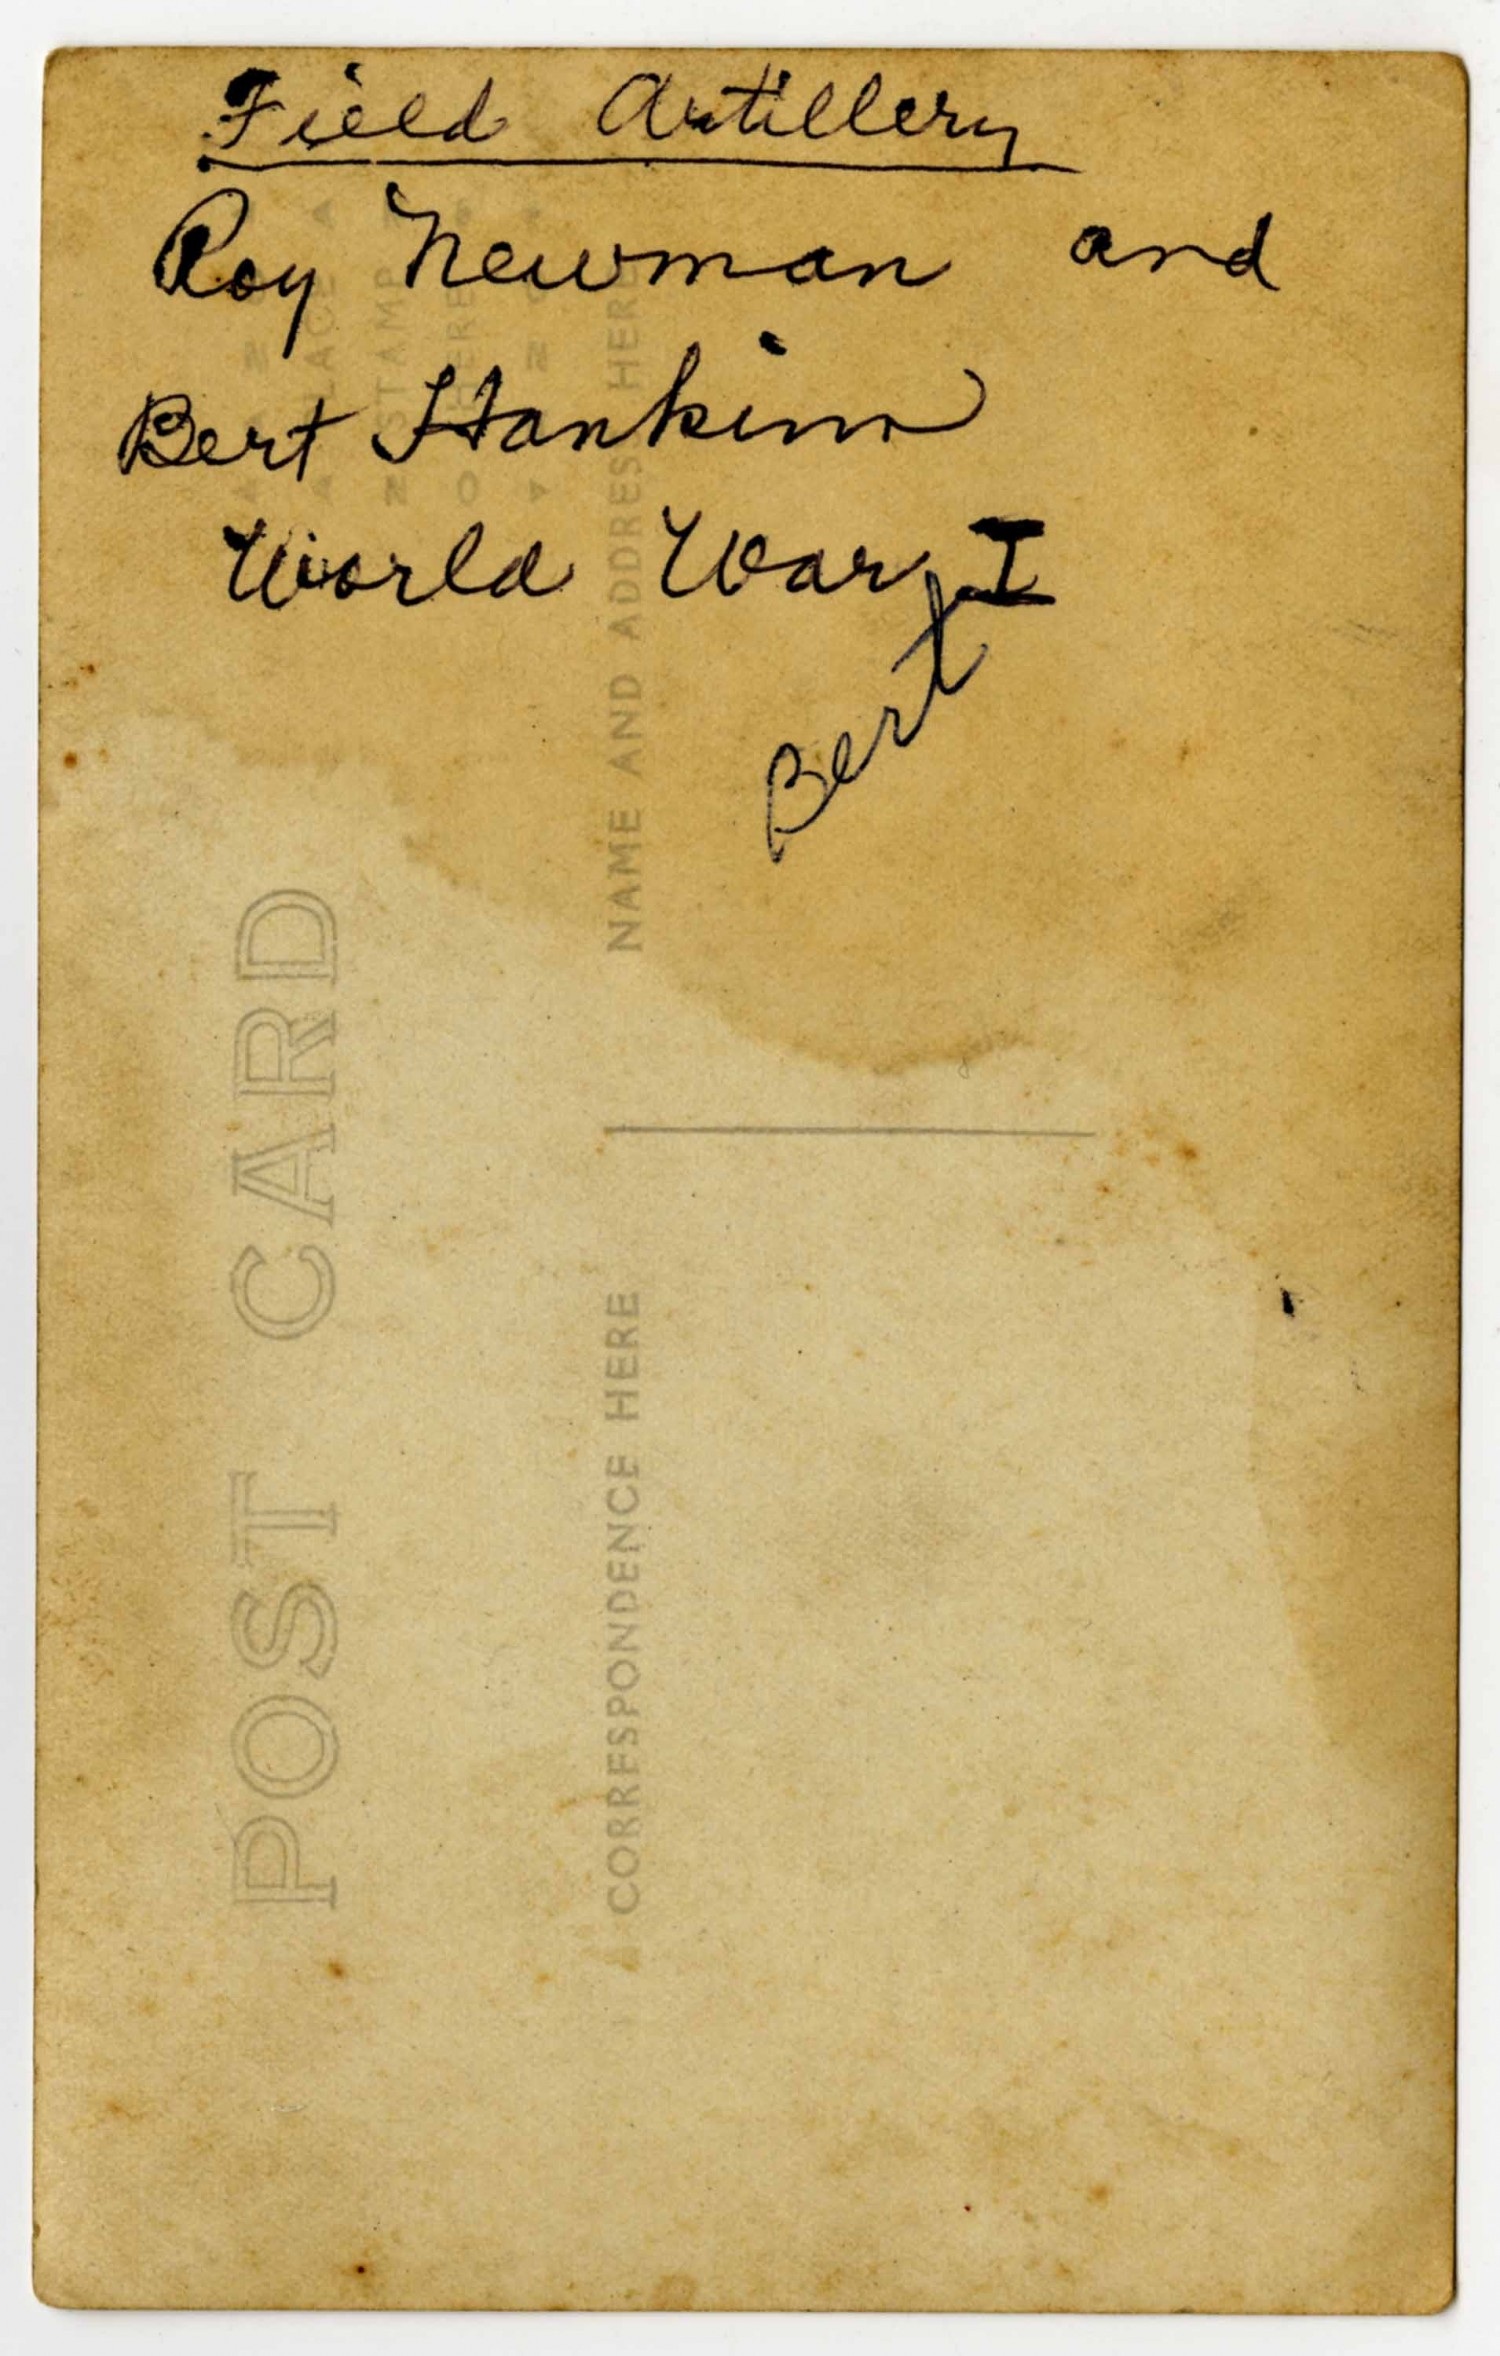 Field Artillery
Roy Newman and
Bert Hankins
World War I
Bert
POST CARD
PLACE
STAMP
HERE
NAME AND ADDRESS HERE
CORRESPONDENCE HERE